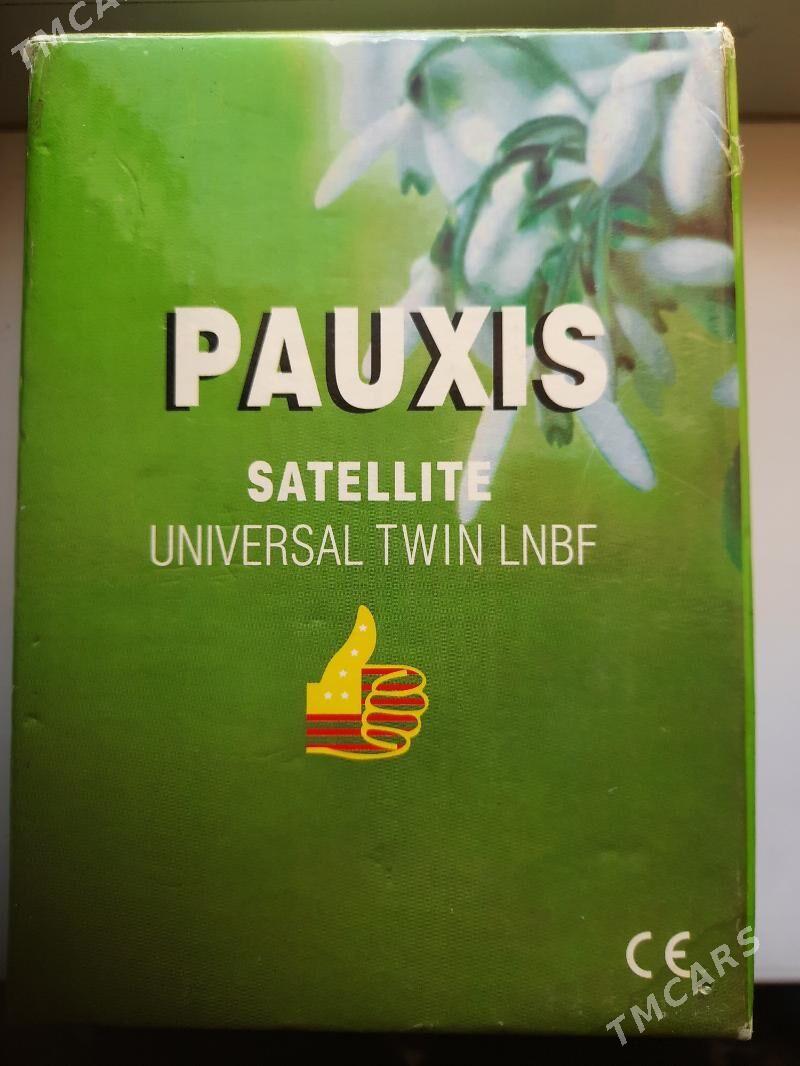 TMCARS
PAUXIS
SATELLITE
UNIVERSAL TWIN LNBF
CE
TMCARS